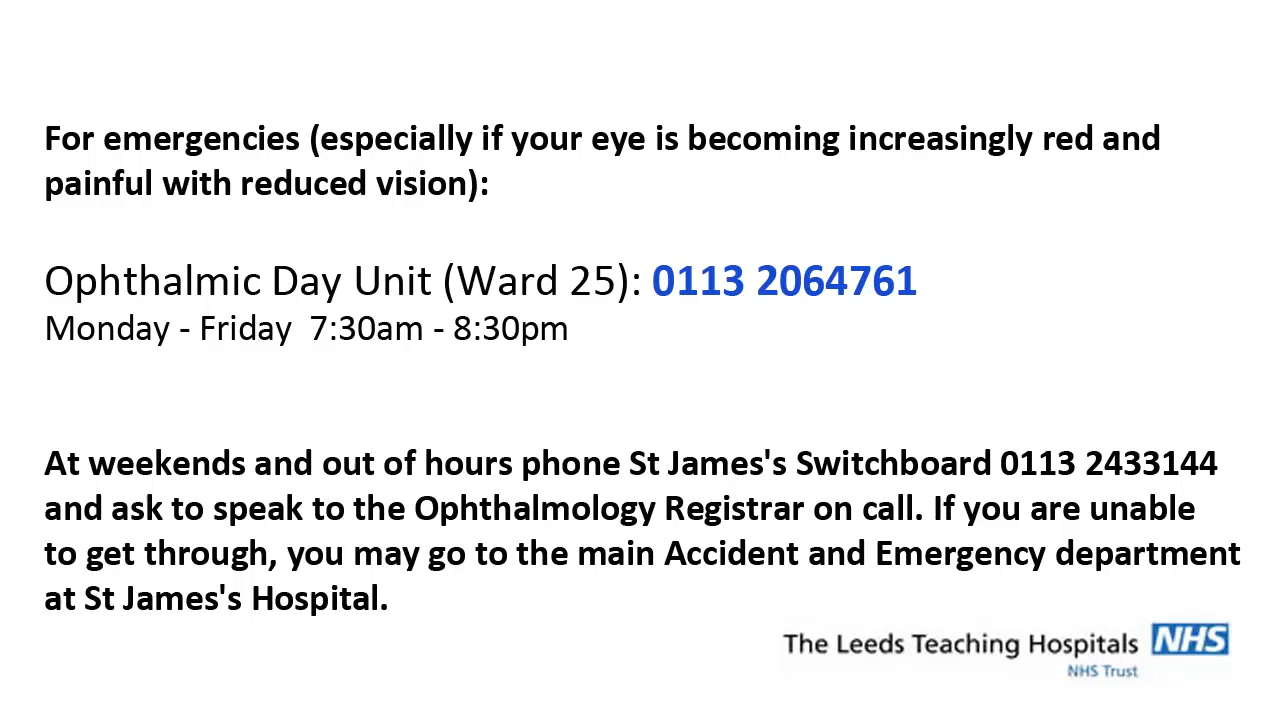 For emergencies (especially if your eye is becoming increasingly red and
painful with reduced vision):
Ophthalmic Day Unit (Ward 25): 0113 2064761
Monday - Friday  7:30am - 8:30pm
At weekends and out of hours phone St James's Switchboard 0113 2433144
and ask to speak to the Ophthalmology Registrar on call. If you are unable
to get through, you may go to the main Accident and Emergency department
at St James's Hospital.
The Leeds Teaching Hospitals NHS
NHS Trust